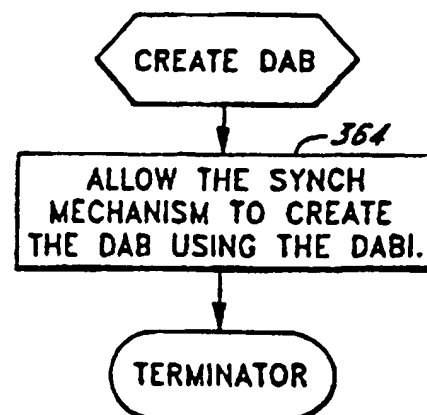 CREATE DAB
364
ALLOW THE SYNCH
MECHANISM TO CREATE
THE DAB USING THE DABI.
TERMINATOR